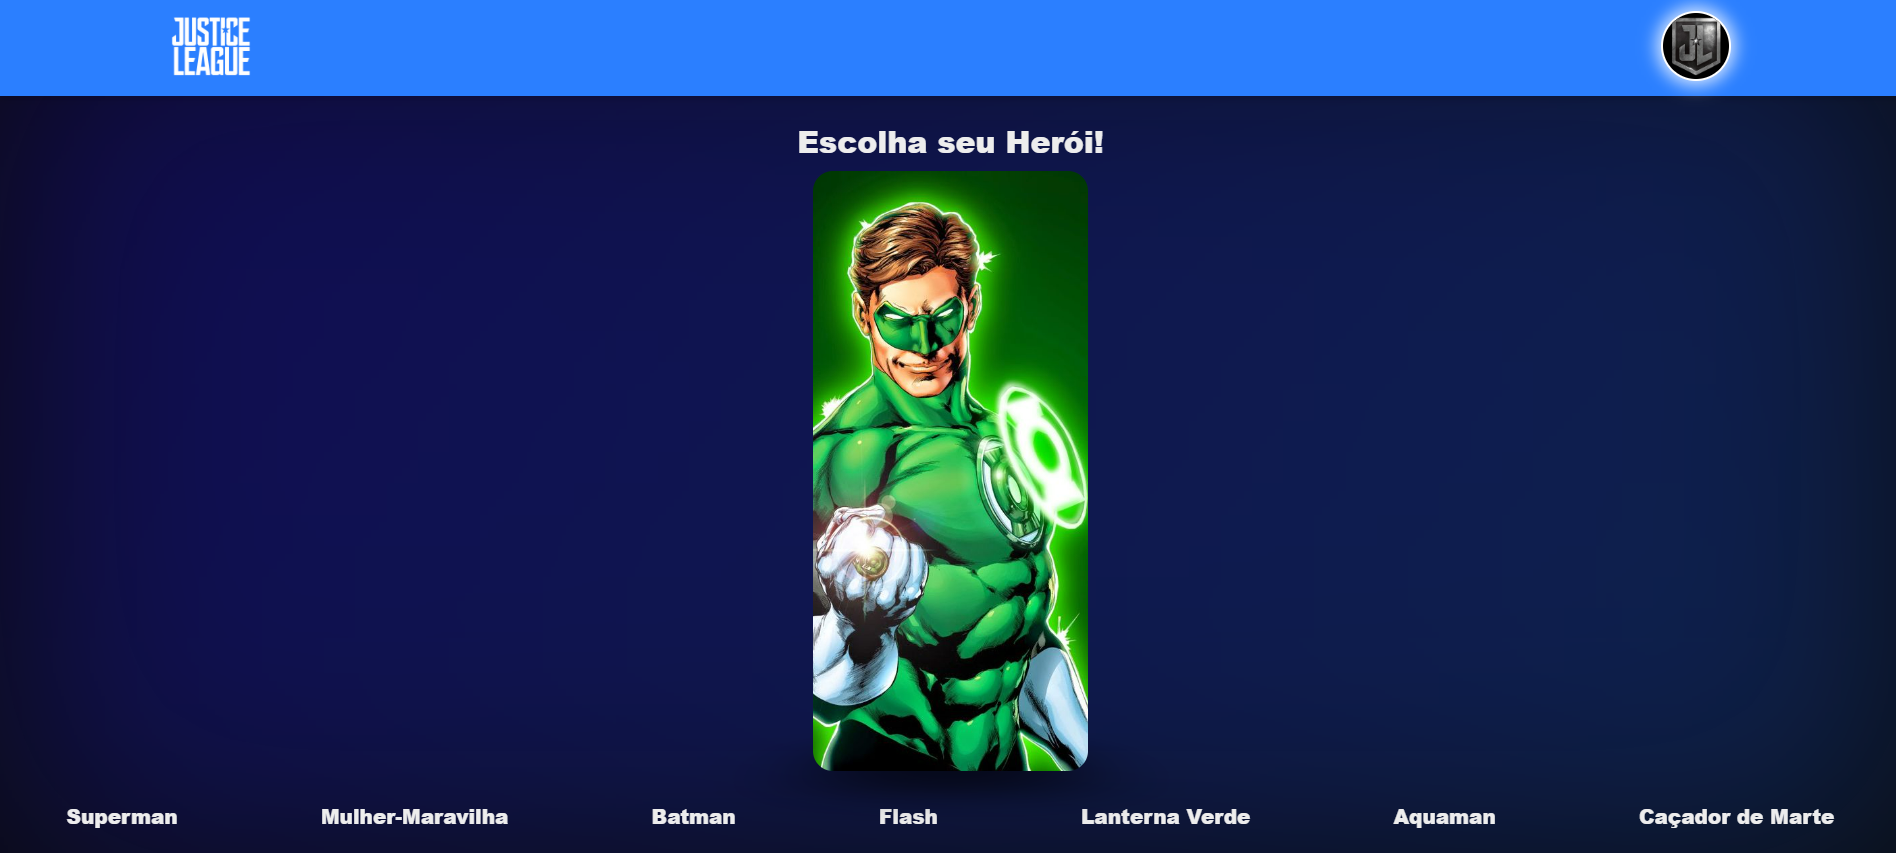 JUSTICE
LEAGUE
JL
Escolha seu Herói!
Superman
Mulher-Maravilha
Batman
Flash
Lanterna Verde
Aquaman
Caçador de Marte